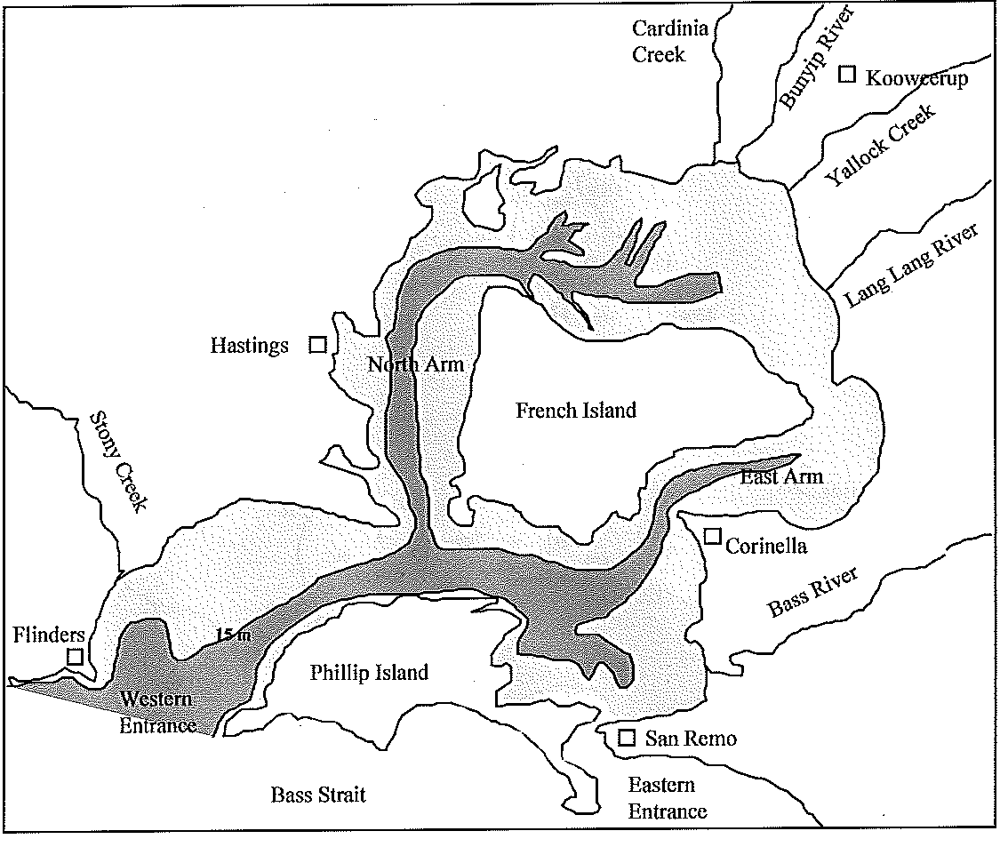 Cardinia
Creek
Bunyip River
Kooweerup
Yallock Creek
Lang Lang River
Hastings
North Arm
French Island
Stony Creek
East Arm
Corinella
Bass River
Flinders
15 m
Phillip Island
Western
Entrance
San Remo
Bass Strait
Eastern
Entrance